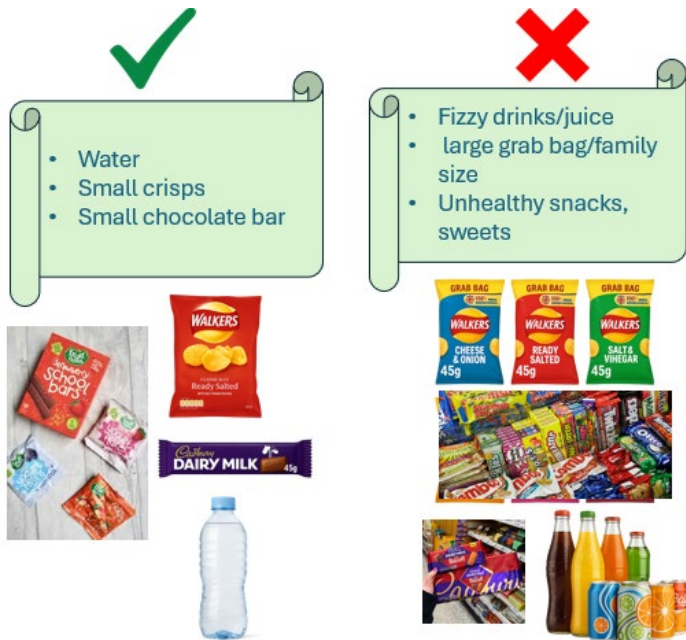 • Water
• Small crisps
• Small chocolate bar
• Fizzy drinks/juice
• large grab bag/family
size
• Unhealthy snacks,
sweets
WALKERS
Ready Salted
Strawberry
SCHOOL
bars
Cadbury
DAIRY MILK 45g
GRAB BAG
WALKERS
CHEESE
& ONION
45g
GRAB BAG
WALKERS
READY
SALTED
45g
GRAB BAG
WALKERS
SALT &
VINEGAR
45g